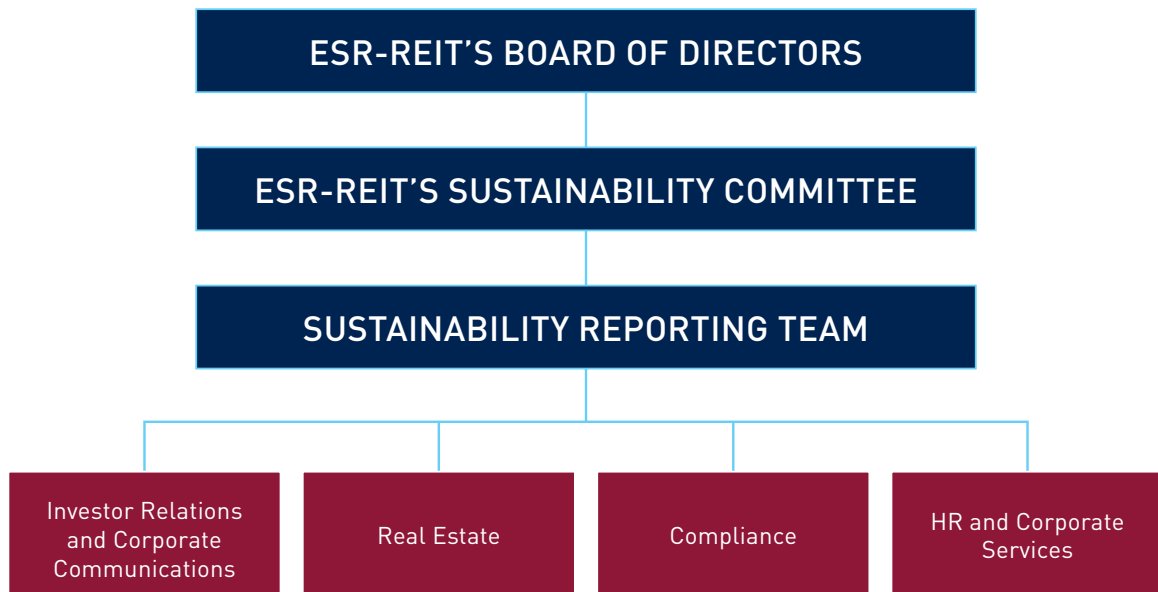 ESR-REIT’S BOARD OF DIRECTORS
ESR-REIT’S SUSTAINABILITY COMMITTEE
SUSTAINABILITY REPORTING TEAM
Investor Relations
and Corporate
Communications
Real Estate
Compliance
HR and Corporate
Services